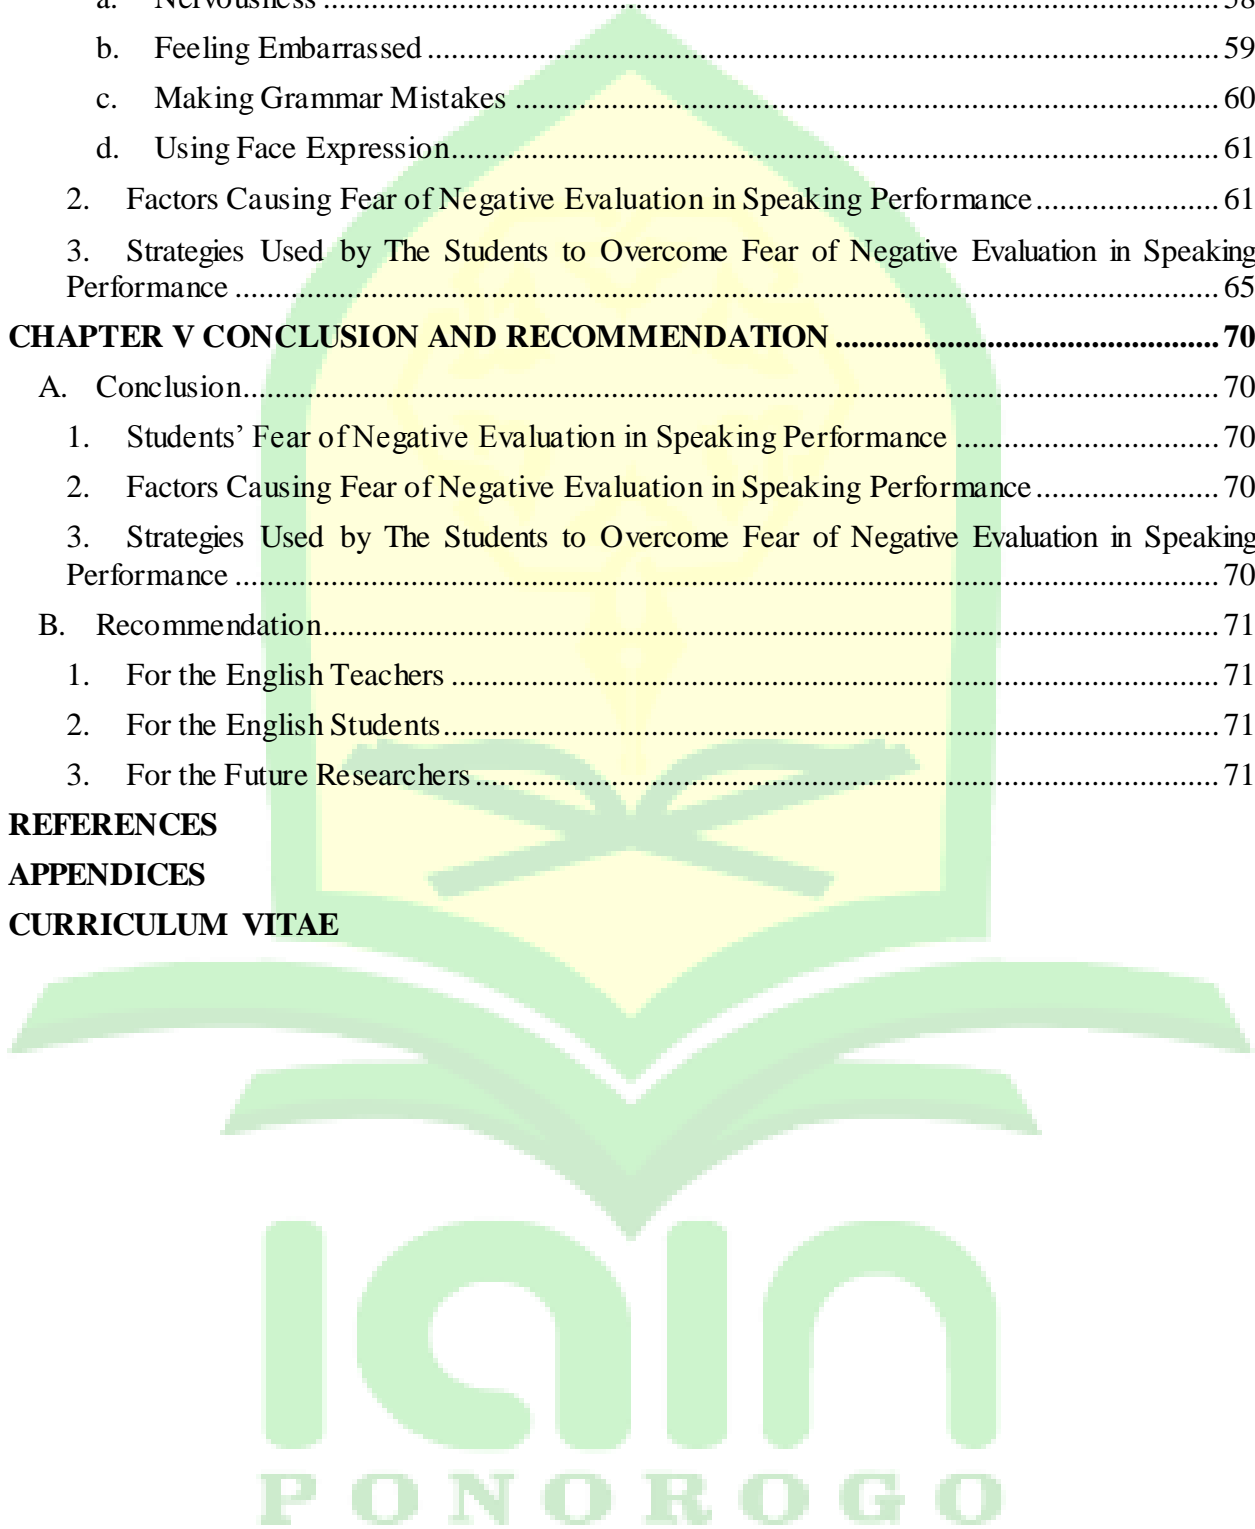 a. Nervousness ........ 58
b. Feeling Embarrassed ........ 59
c. Making Grammar Mistakes ........ 60
d. Using Face Expression........ 61
2. Factors Causing Fear of Negative Evaluation in Speaking Performance ........ 61
3. Strategies Used by The Students to Overcome Fear of Negative Evaluation in Speaking
Performance ........ 65
CHAPTER V CONCLUSION AND RECOMMENDATION ........ 70
A. Conclusion........ 70
1. Students’ Fear of Negative Evaluation in Speaking Performance ........ 70
2. Factors Causing Fear of Negative Evaluation in Speaking Performance ........ 70
3. Strategies Used by The Students to Overcome Fear of Negative Evaluation in Speaking
Performance ........ 70
B. Recommendation........ 71
1. For the English Teachers ........ 71
2. For the English Students........ 71
3. For the Future Researchers........ 71
REFERENCES
APPENDICES
CURRICULUM VITAE
iain
PONOROGO